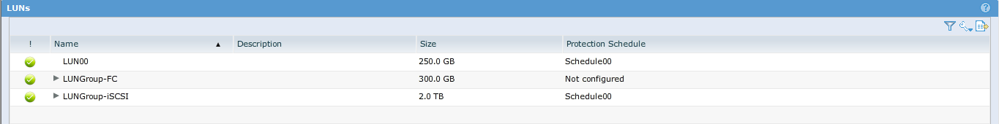 LUNs ?
! Name ▲ Description Size Protection Schedule
LUN00 250.0 GB Schedule00
LUNGroup-FC 300.0 GB Not configured
LUNGroup-iSCSI 2.0 TB Schedule00